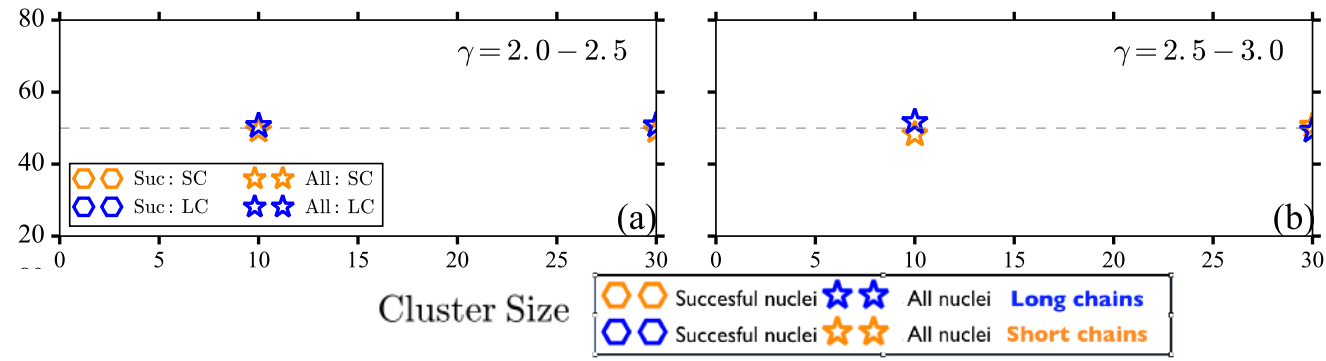 80
60
40
20
γ = 2.0 − 2.5
Suc: SC All: SC
Suc: LC All: LC
(a)
0 5 10 15 20 25 30
γ = 2.5 − 3.0
(b)
0 5 10 15 20 25 30
Cluster Size
Succesful nuclei All nuclei Long chains
Succesful nuclei All nuclei Short chains